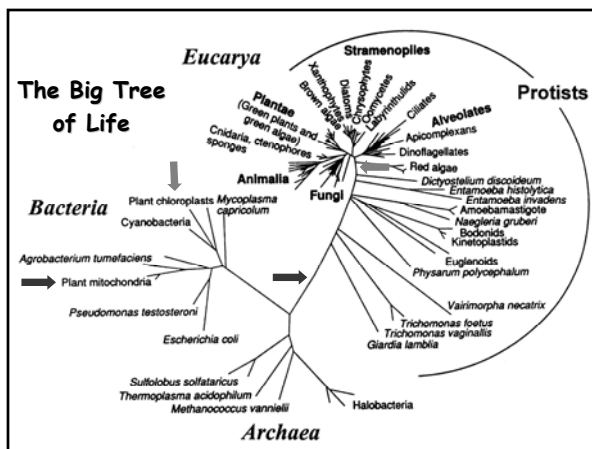 Eucarya
Stramenoplies
The Big Tree
of Life
Protists
Xanthophytes
Brown algae
Diatoms
Chrysophytes
Oomycetes
Labyrinthulids
Ciliates
Plantae
(Green plants and
green algae)
Alveolates
Apicomplexans
Cnidaria, ctenophores
sponges
Dinoflagellates
Red algae
Animalia
Fungi
Dictyostelium discoideum
Entamoeba histolytica
Entamoeba invadens
Amoebamastigote
Naegleria gruberi
Bodonids
Kinetoplastids
Euglenoids
Physarum polycephalum
Bacteria
Plant chloroplasts
Mycoplasma
capricolum
Cyanobacteria
Agrobacterium tumefaciens
Plant mitochondria
Pseudomonas testosteroni
Escherichia coli
Vairimorpha necatrix
Trichomonas foetus
Trichomonas vaginallis
Giardia lamblia
Sulfolobus solfataricus
Thermoplasma acidophilum
Methanococcus vannielii
Halobacteria
Archaea